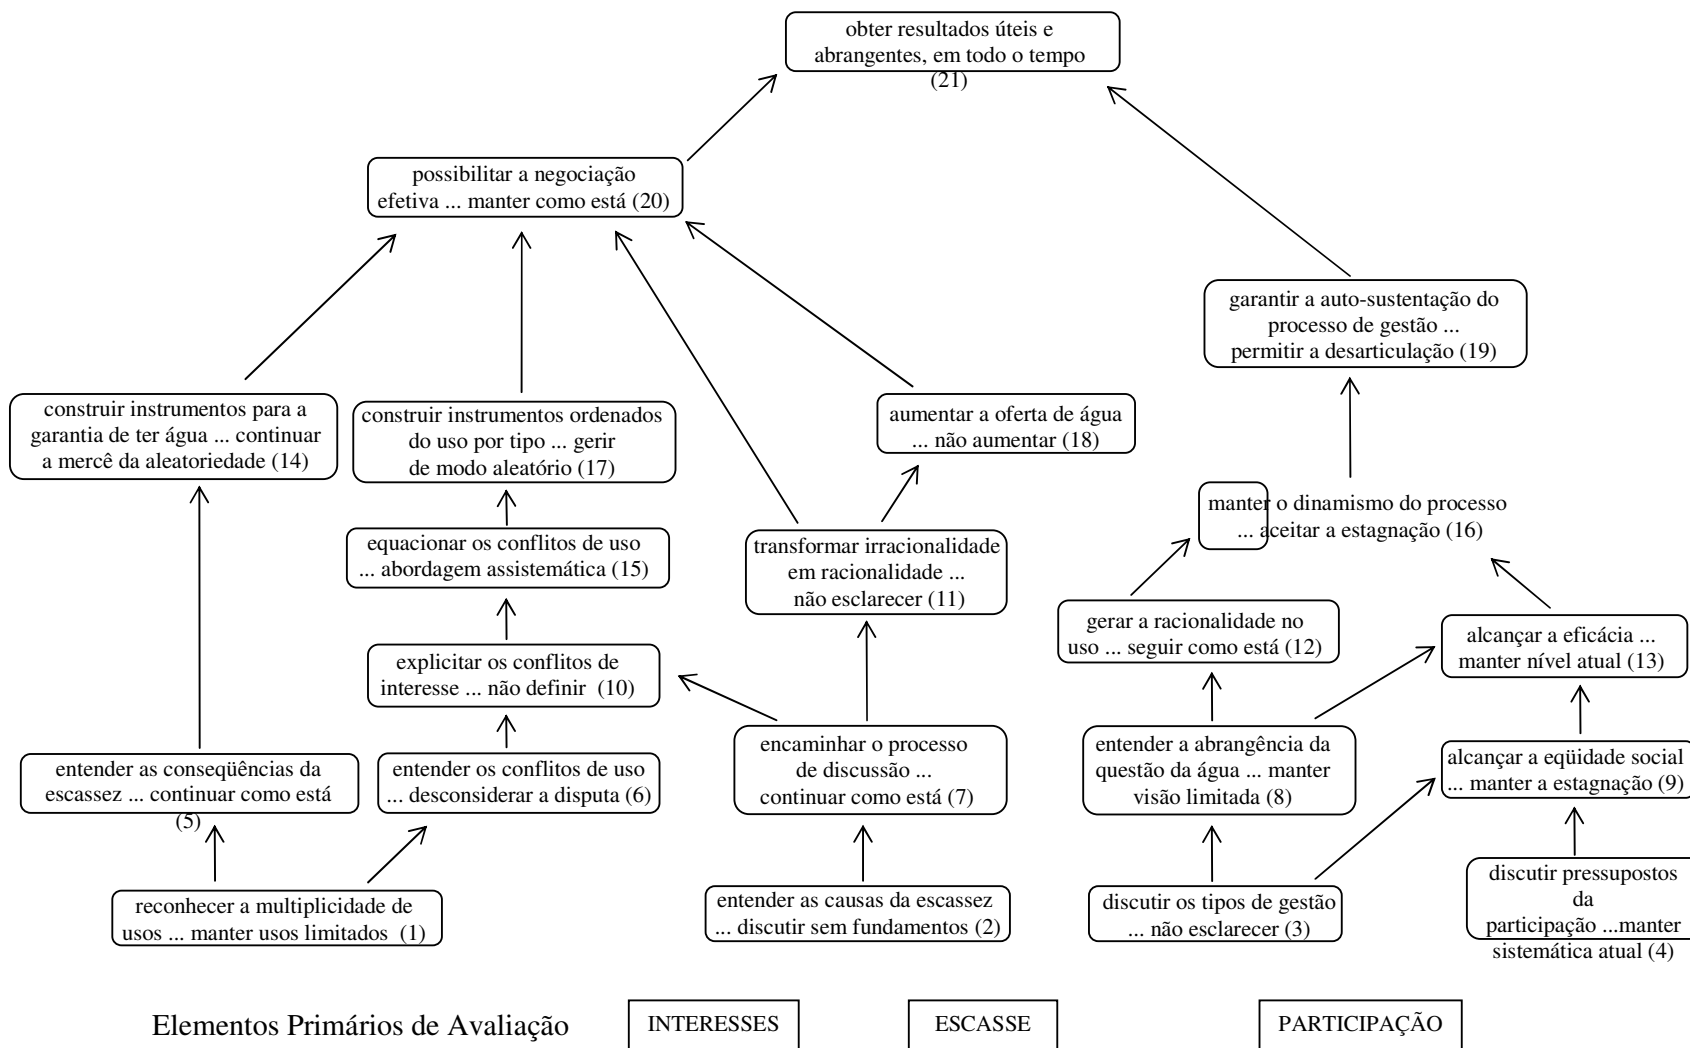 obter resultados úteis e
abrangentes, em todo o tempo
(21)
possibilitar a negociação
efetiva ... manter como está (20)
garantir a auto-sustentação do
processo de gestão ...
permitir a desarticulação (19)
construir instrumentos para a
garantia de ter água ... continuar
a mercê da aleatoriedade (14)
construir instrumentos ordenados
do uso por tipo ... gerir
de modo aleatório (17)
aumentar a oferta de água
... não aumentar (18)
manter o dinamismo do processo
... aceitar a estagnação (16)
equacionar os conflitos de uso
... abordagem assistemática (15)
transformar irracionalidade
em racionalidade ...
não esclarecer (11)
gerar a racionalidade no
uso ... seguir como está (12)
alcançar a eficácia ...
manter nível atual (13)
explicitar os conflitos de
interesse ... não definir (10)
entender as conseqüências da
escassez ... continuar como está
(5)
entender os conflitos de uso
... desconsiderar a disputa (6)
encaminhar o processo
de discussão ...
continuar como está (7)
entender a abrangência da
questão da água ... manter
visão limitada (8)
alcançar a eqüidade social
... manter a estagnação (9)
reconhecer a multiplicidade de
usos ... manter usos limitados (1)
entender as causas da escassez
... discutir sem fundamentos (2)
discutir os tipos de gestão
... não esclarecer (3)
discutir pressupostos
da
participação ...manter
sistemática atual (4)
Elementos Primários de Avaliação
INTERESSES
ESCASSE
PARTICIPAÇÃO